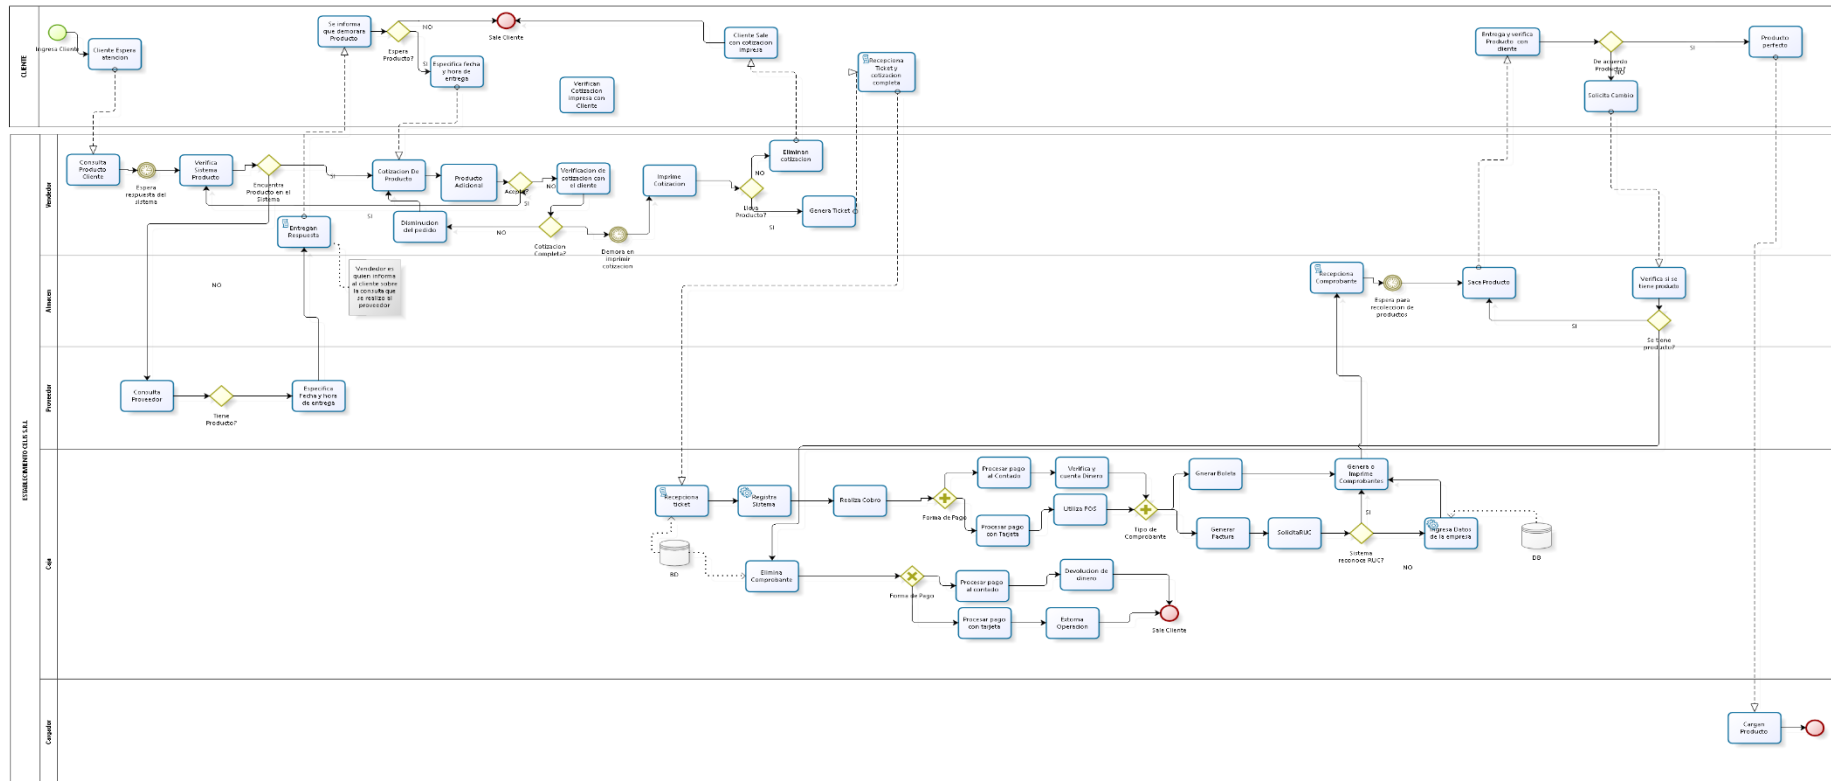 CLIENTE
Ingresa Cliente
Cliente Espera
atencion
Se informa
que demorara
Producto
Espera
Producto?
NO
SI
Sale Cliente
Especifica fecha
y hora de
entrega
Verifican
Cotizacion
Impresa con
Cliente
Cliente Sale
con cotizacion
impresa
Recepciona
Ticket y
cotizacion
completa
Entrega y verifica
Producto con
cliente
De acuerdo
Producto?
SI
NO
Producto
perfecto
Solicita Cambio
ESTABLECIMIENTO CELIS S.R.L
Vendedor
Consulta
Producto
Cliente
Espera
respuesta del
sistema
Verifica
Sistema
Producto
Encuentra
Producto en el
Sistema
SI
Cotizacion De
Producto
Producto
Adicional
Acepta?
NO
SI
Verificacion de
cotizacion con
el cliente
Imprime
Cotizacion
Lleva
Producto?
NO
SI
Eliminan
cotizacion
Genera Ticket
Entregan
Respuesta
SI
Disminucion
del pedido
NO
Cotizacion
Completa?
Demora en
imprimir
cotizacion
Almacen
NO
Vendedor es
quien informa
al cliente sobre
la consulta que
se realizo al
proveedor
Recepciona
Comprobante
Espera para
recoleccion de
productos
Saca Producto
Verifica si se
tiene produto
SI
Se tiene
producto?
Proveedor
Consulta
Proveedor
Tiene
Producto?
Especifica
Fecha y hora
de entrega
Caja
Recepciona
ticket
Registra
Sistema
Realiza Cobro
Forma de Pago
Procesar pago
al Contado
Verifica y
cuenta Dinero
Procesar pago
con Tarjeta
Utiliza POS
Tipo de
Comprobante
Gnerar Boleta
Generar
Factura
SolicitaRUC
Genera e
Imprime
Comprobantes
SI
Sistema
reconoce RUC?
NO
Ingresa Datos
de la empresa
BD
Elimina
Comprobante
Forma de Pago
Procesar pago
al contado
Devolucion de
dinero
Procesar pago
con tarjeta
Extorna
Operacion
Sale Cliente
Cargador
Cargan
Producto